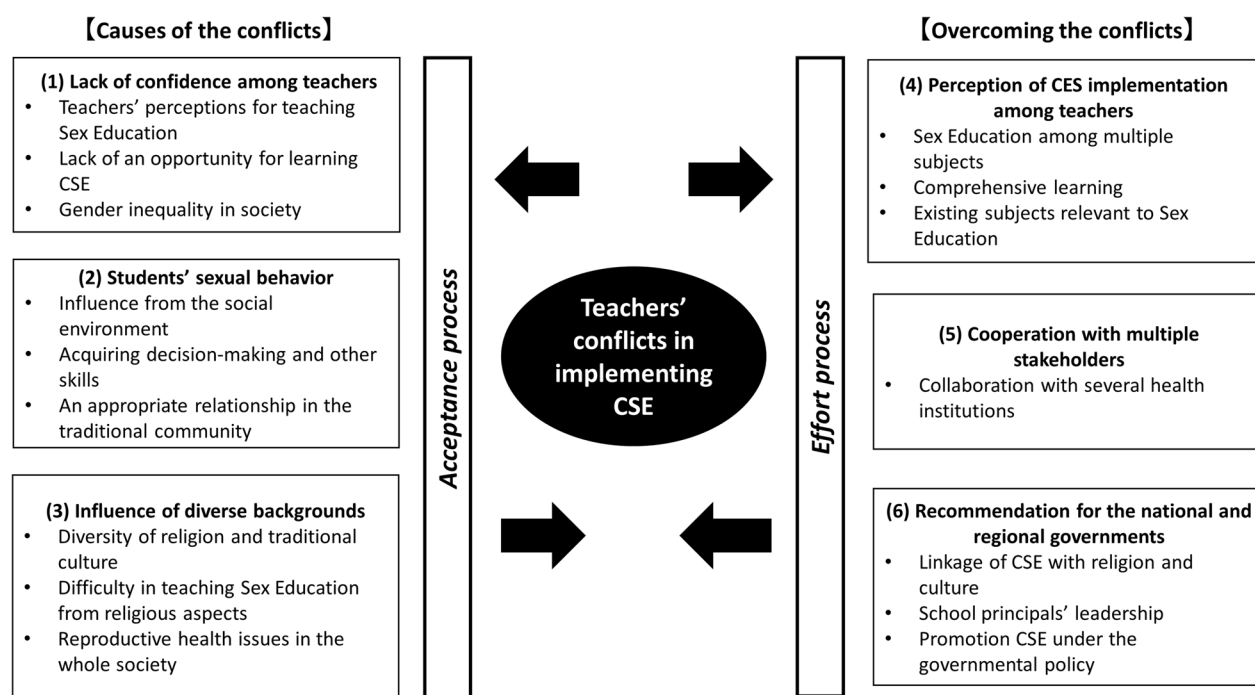 【Causes of the conflicts】
(1) Lack of confidence among teachers
• Teachers' perceptions for teaching
Sex Education
• Lack of an opportunity for learning
CSE
• Gender inequality in society
(2) Students' sexual behavior
• Influence from the social
environment
• Acquiring decision-making and other
skills
• An appropriate relationship in the
traditional community
(3) Influence of diverse backgrounds
• Diversity of religion and traditional
culture
• Difficulty in teaching Sex Education
from religious aspects
• Reproductive health issues in the
whole society
Acceptance process
Teachers'
conflicts in
implementing
CSE
Effort process
【Overcoming the conflicts】
(4) Perception of CES implementation
among teachers
• Sex Education among multiple
subjects
• Comprehensive learning
• Existing subjects relevant to Sex
Education
(5) Cooperation with multiple
stakeholders
• Collaboration with several health
institutions
(6) Recommendation for the national and
regional governments
• Linkage of CSE with religion and
culture
• School principals' leadership
• Promotion CSE under the
governmental policy